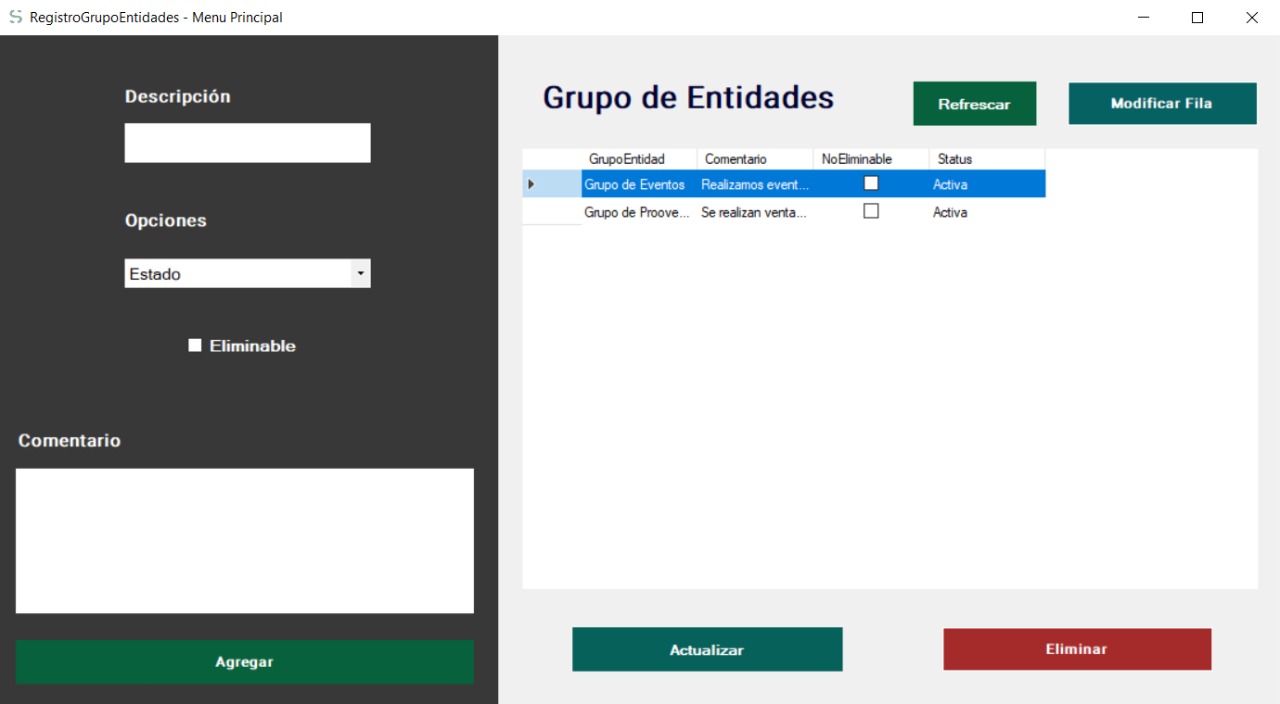 RegistroGrupoEntidades - Menu Principal
Descripción
Opciones
Estado
Eliminable
Comentario
Agregar
Grupo de Entidades
Refrescar
Modificar Fila
GrupoEntidad Comentario NoEliminable Status
Grupo de Eventos Realizamos event... Activa
Grupo de Proove... Se realizan venta... Activa
Actualizar
Eliminar